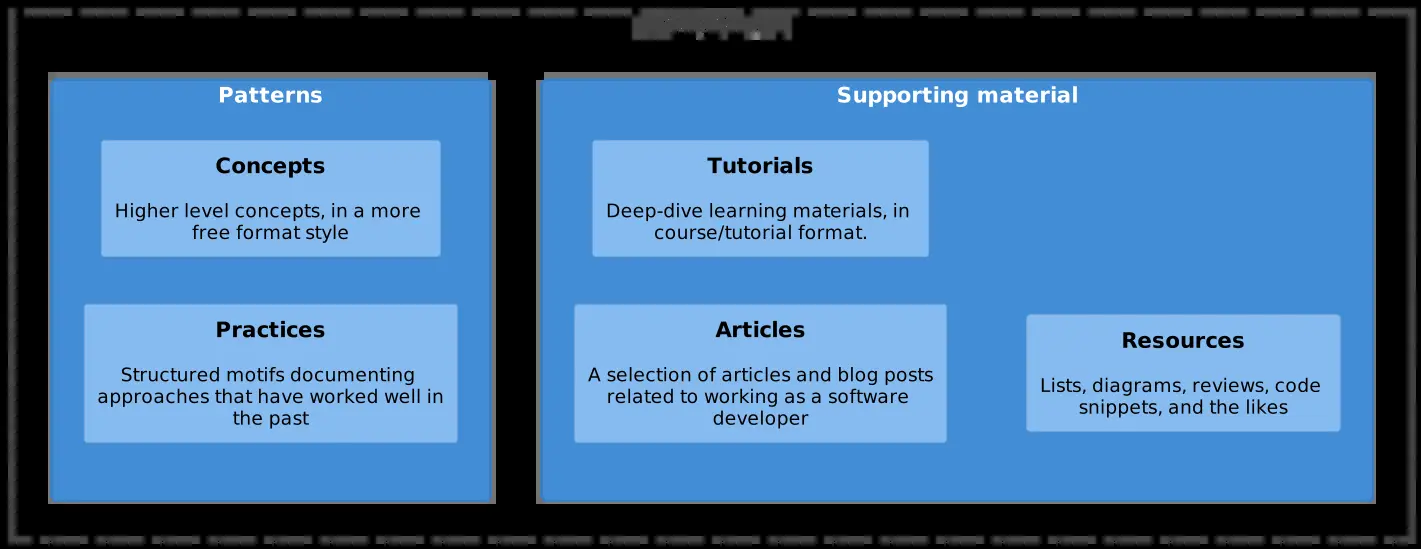 Patterns
Concepts
Higher level concepts, in a more
free format style
Practices
Structured motifs documenting
approaches that have worked well in
the past
Supporting material
Tutorials
Deep-dive learning materials, in
course/tutorial format.
Articles
A selection of articles and blog posts
related to working as a software
developer
Resources
Lists, diagrams, reviews, code
snippets, and the likes